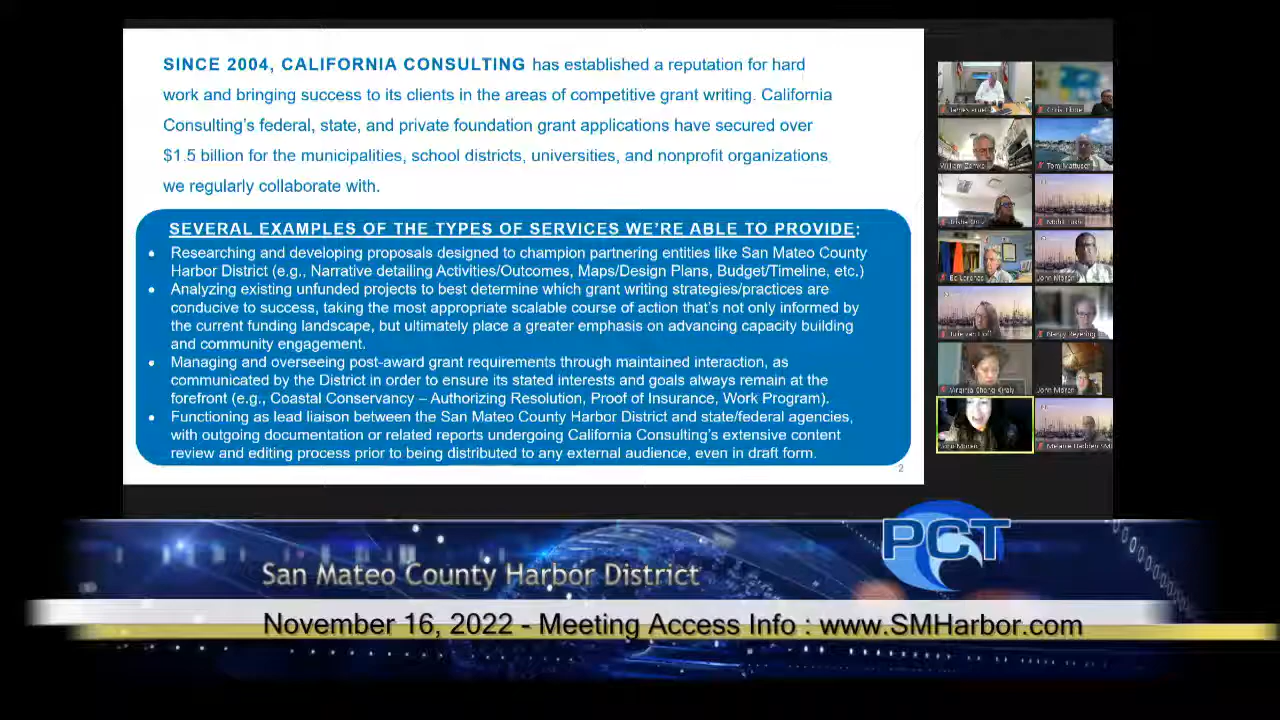 SINCE 2004, CALIFORNIA CONSULTING has established a reputation for hard
work and bringing success to its clients in the areas of competitive grant writing. California
Consulting's federal, state, and private foundation grant applications have secured over
$1.5 billion for the municipalities, school districts, universities, and nonprofit organizations
we regularly collaborate with.
SEVERAL EXAMPLES OF THE TYPES OF SERVICES WE'RE ABLE TO PROVIDE:
• Researching and developing proposals designed to champion partnering entities like San Mateo County
Harbor District (e.g., Narrative detailing Activities/Outcomes, Maps/Design Plans, Budget/Timeline, etc.)
• Analyzing existing unfunded projects to best determine which grant writing strategies/practices are
conducive to success, taking the most appropriate scalable course of action that's not only informed by
the current funding landscape, but ultimately place a greater emphasis on advancing capacity building
and community engagement.
• Managing and overseeing post-award grant requirements through maintained interaction, as
communicated by the District in order to ensure its stated interests and goals always remain at the
forefront (e.g., Coastal Conservancy – Authorizing Resolution, Proof of Insurance, Work Program).
• Functioning as lead liaison between the San Mateo County Harbor District and state/federal agencies,
with outgoing documentation or related reports undergoing California Consulting's extensive content
review and editing process prior to being distributed to any external audience, even in draft form.
2
Tom Mattusch
John Moren
Virginia Chang Kiraly
John Moren
PCT
San Mateo County Harbor District
November 16, 2022 - Meeting Access Info : www.SMHarbor.com